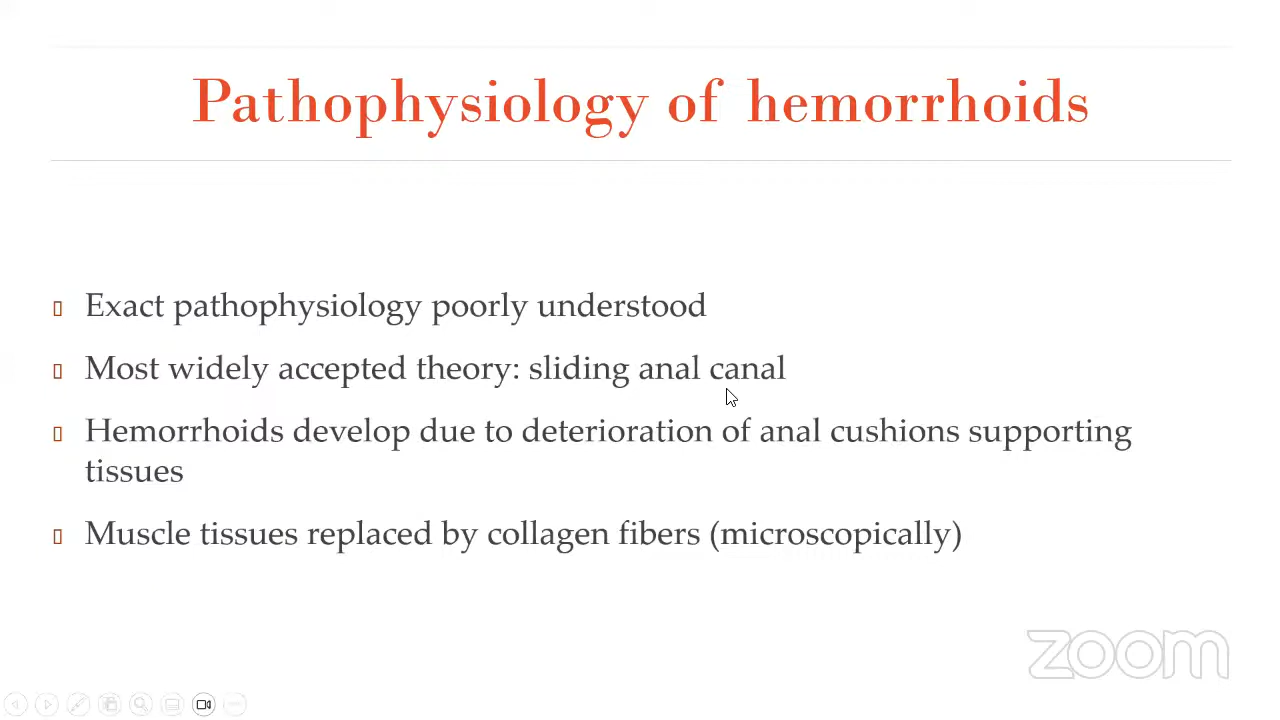 Pathophysiology of hemorrhoids
Exact pathophysiology poorly understood
Most widely accepted theory: sliding anal canal
Hemorrhoids develop due to deterioration of anal cushions supporting
tissues
Muscle tissues replaced by collagen fibers (microscopically)
zoom